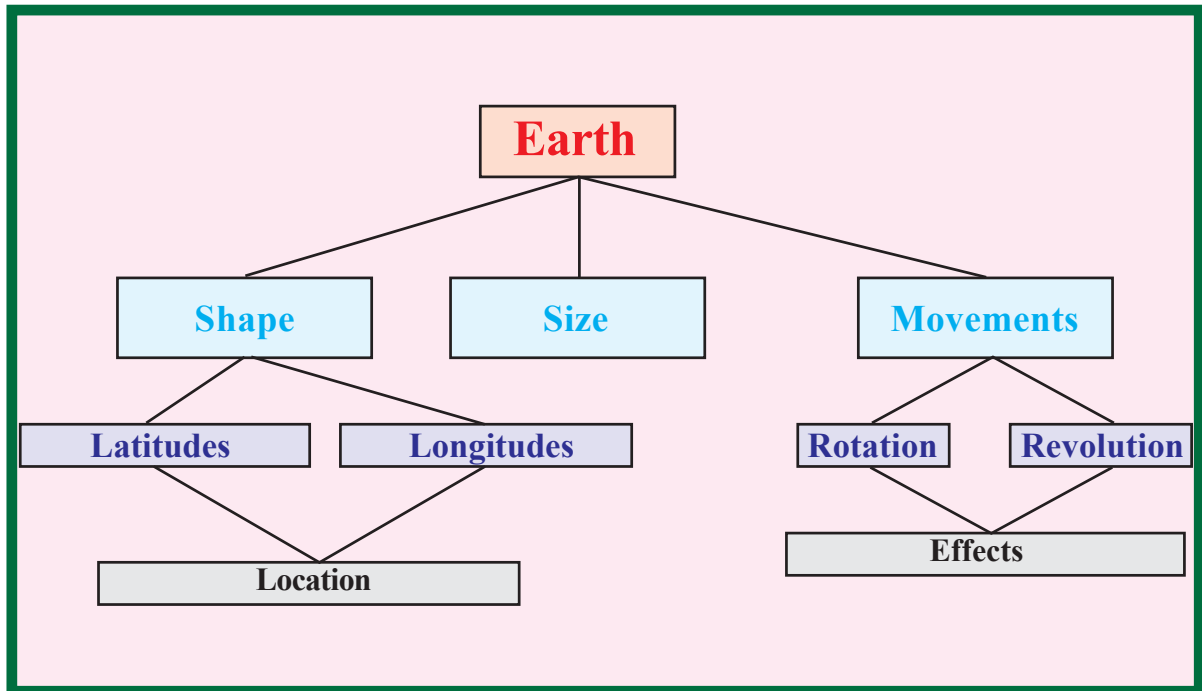 Earth
Shape
Size
Movements
Latitudes
Longitudes
Rotation
Revolution
Location
Effects